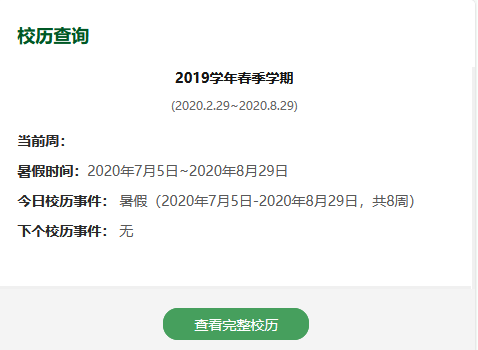 校历查询
2019学年春季学期
(2020.2.29~2020.8.29)
当前周：
暑假时间：2020年7月5日~2020年8月29日
今日校历事件： 暑假（2020年7月5日-2020年8月29日，共8周）
下个校历事件： 无
查看完整校历